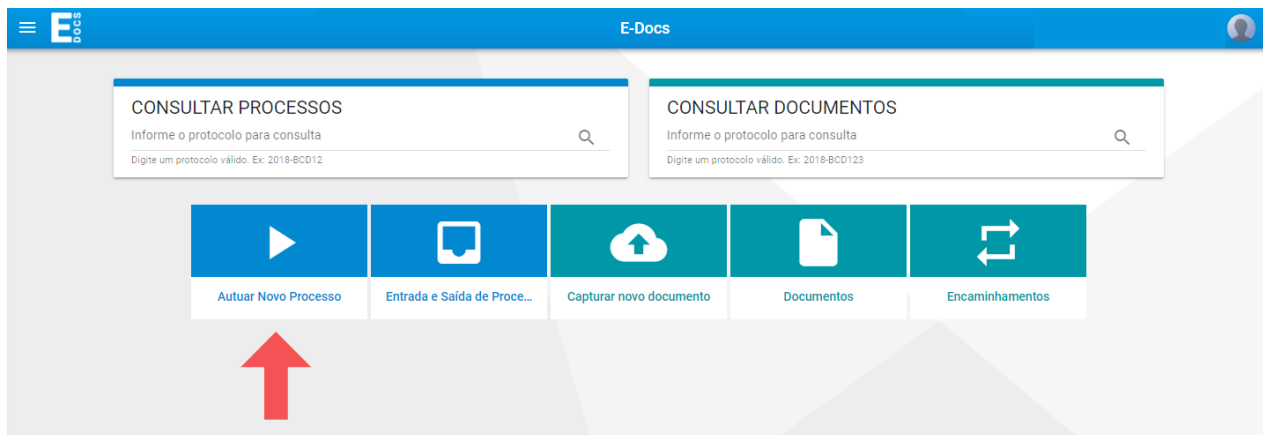 E DOCS
E-Docs
CONSULTAR PROCESSOS
Informe o protocolo para consulta
Digite um protocolo válido. Ex: 2018-BCD12
CONSULTAR DOCUMENTOS
Informe o protocolo para consulta
Digite um protocolo válido. Ex: 2018-BCD123
Autuar Novo Processo
Entrada e Saída de Proce...
Capturar novo documento
Documentos
Encaminhamentos